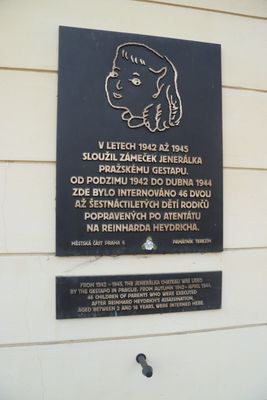 V LETECH 1942 AŽ 1945
SLOUŽIL ZÁMEČEK JENERÁLKA
PRAŽSKÉMU GESTAPU.
OD PODZIMU 1942 DO DUBNA 1944
ZDE BYLO INTERNOVÁNO 46 DVOU
AŽ ŠESTNÁCTILETÝCH DĚTÍ RODIČŮ
POPRAVENÝCH PO ATENTÁTU
NA REINHARDA HEYDRICHA.
MĚSTSKÁ ČÁST PRAHA 6 PAMÁTNÍK TEREZÍN
FROM 1942 - 1945, THE JENERALKA CHATEAU WAS USED
BY THE GESTAPO IN PRAGUE. FROM AUTUMN 1942 - APRIL 1944,
46 CHILDREN OF PARENTS WHO WERE EXECUTED
AFTER REINHARD HEYDRICH'S ASSASSINATION,
AGED BETWEEN 2 AND 16 YEARS, WERE INTERNED HERE.